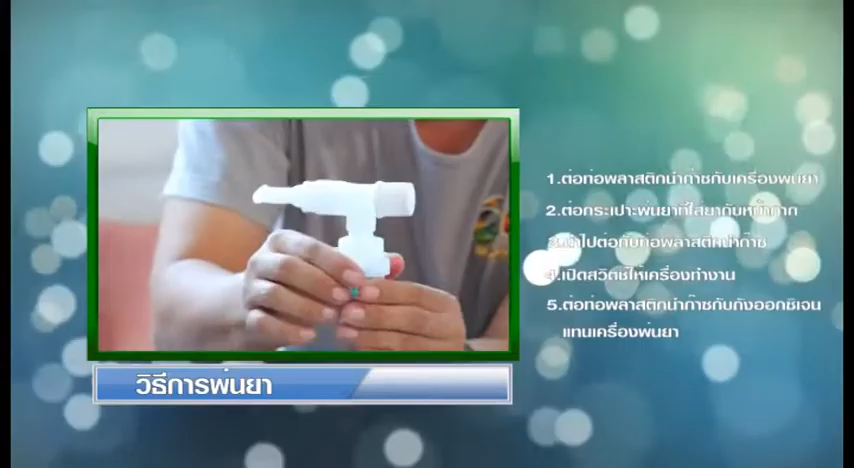 1.ต่อท่อพลาสติกนำก๊าซกับเครื่องพ่นยา
2.ต่อกระเปาะพ่นยาที่ใส่ยากับหน้ากาก
3.นำไปต่อกับท่อพลาสติกนำก๊าซ
4.เปิดสวิตช์ให้เครื่องทำงาน
5.ต่อท่อพลาสติกนำก๊าซกับถังออกซิเจน
แทนเครื่องพ่นยา
วิธีการพ่นยา